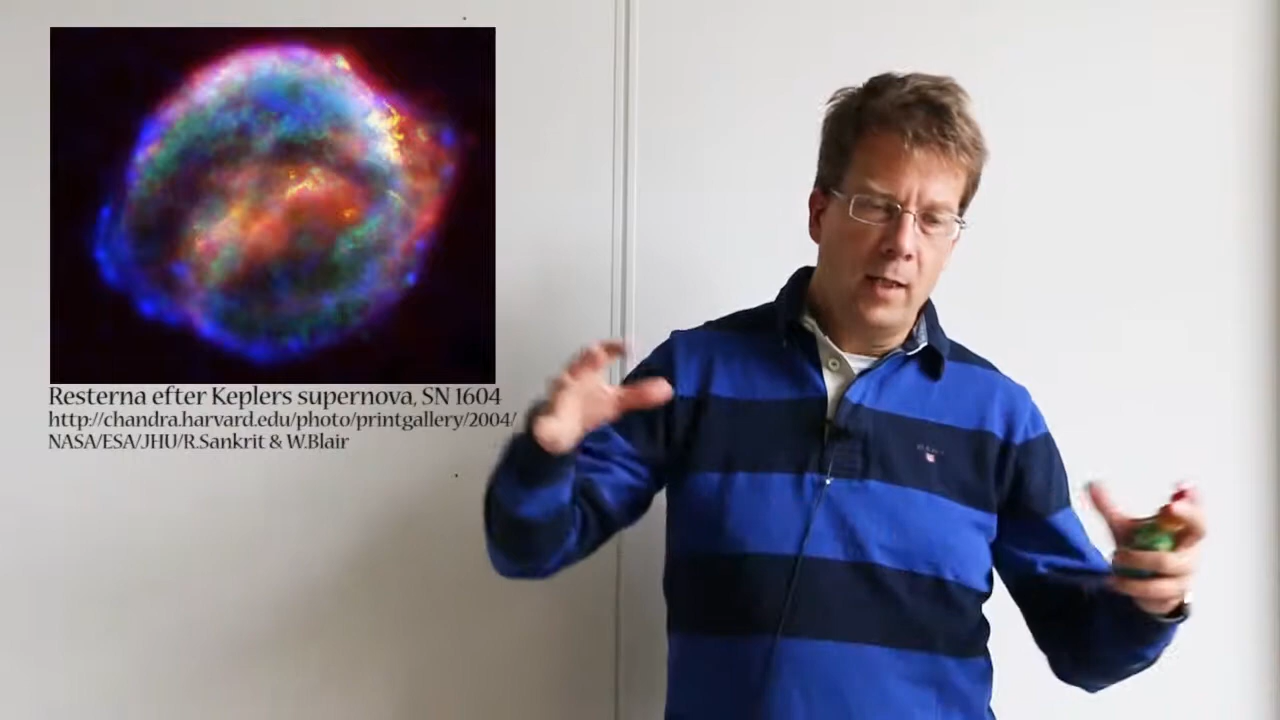 Resterna efter Keplers supernova, SN 1604
http://chandra.harvard.edu/photo/printgallery/2004/
NASA/ESA/JHU/R.Sankrit & W.Blair